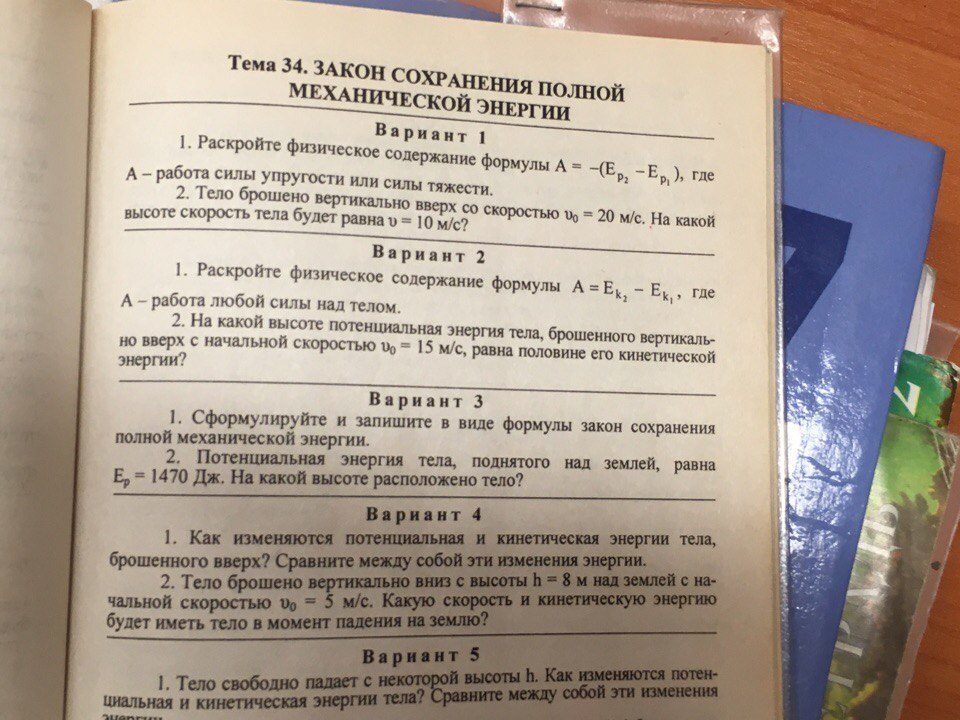 Тема 34. ЗАКОН СОХРАНЕНИЯ ПОЛНОЙ
МЕХАНИЧЕСКОЙ ЭНЕРГИИ
Вариант 1
1. Раскройте физическое содержание формулы A = –(E_p₂ – E_p₁), где
A – работа силы упругости или силы тяжести.
2. Тело брошено вертикально вверх со скоростью υ₀ = 20 м/с. На какой
высоте скорость тела будет равна υ = 10 м/с?
Вариант 2
1. Раскройте физическое содержание формулы A = E_k₂ – E_k₁, где
A – работа любой силы над телом.
2. На какой высоте потенциальная энергия тела, брошенного вертикаль-
но вверх с начальной скоростью υ₀ = 15 м/с, равна половине его кинетической
энергии?
Вариант 3
1. Сформулируйте и запишите в виде формулы закон сохранения
полной механической энергии.
2. Потенциальная энергия тела, поднятого над землей, равна
E_p = 1470 Дж. На какой высоте расположено тело?
Вариант 4
1. Как изменяются потенциальная и кинетическая энергии тела,
брошенного вверх? Сравните между собой эти изменения энергии.
2. Тело брошено вертикально вниз с высоты h = 8 м над землей с на-
чальной скоростью υ₀ = 5 м/с. Какую скорость и кинетическую энергию
будет иметь тело в момент падения на землю?
Вариант 5
1. Тело свободно падает с некоторой высоты h. Как изменяются потен-
циальная и кинетическая энергии тела? Сравните между собой эти изменения